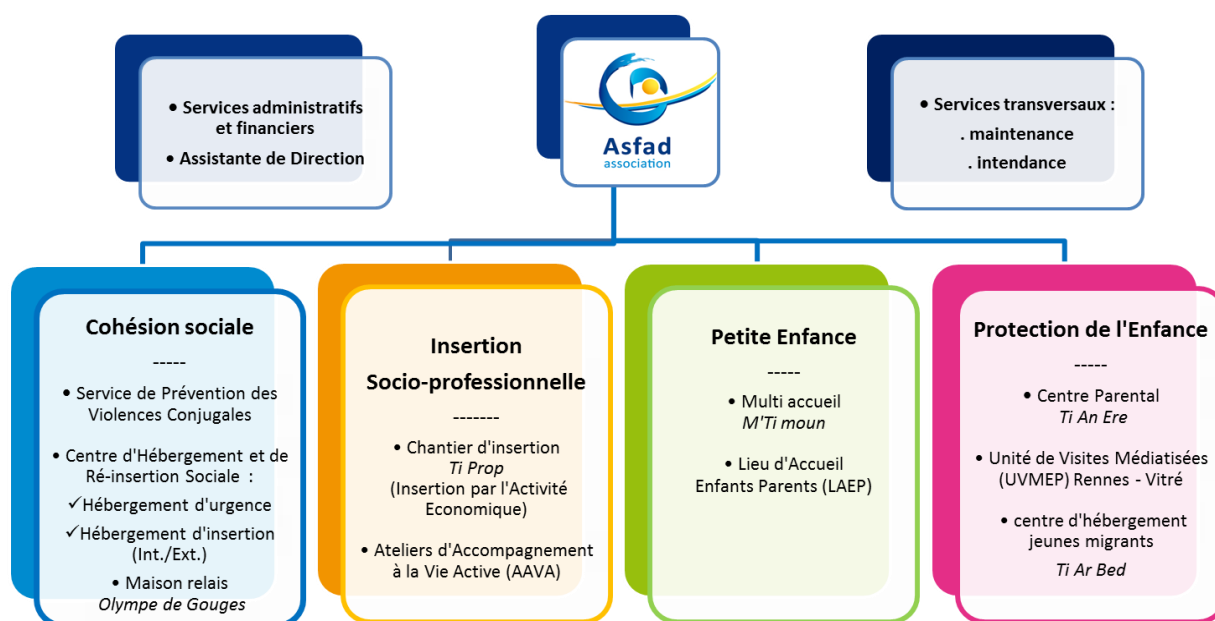 • Services administratifs
et financiers
• Assistante de Direction
Asfad
association
• Services transversaux :
. maintenance
. intendance
Cohésion sociale
-----
• Service de Prévention des
Violences Conjugales
• Centre d'Hébergement et de
Ré-insertion Sociale :
✓Hébergement d'urgence
✓Hébergement d'insertion
(Int./Ext.)
• Maison relais
Olympe de Gouges
Insertion
Socio-professionnelle
-------
• Chantier d'insertion
Ti Prop
(Insertion par l'Activité
Economique)
• Ateliers d'Accompagnement
à la Vie Active (AAVA)
Petite Enfance
-----
• Multi accueil
M'Ti moun
• Lieu d'Accueil
Enfants Parents (LAEP)
Protection de l'Enfance
-----
• Centre Parental
Ti An Ere
• Unité de Visites Médiatisées
(UVMEP) Rennes - Vitré
• centre d'hébergement
jeunes migrants
Ti Ar Bed